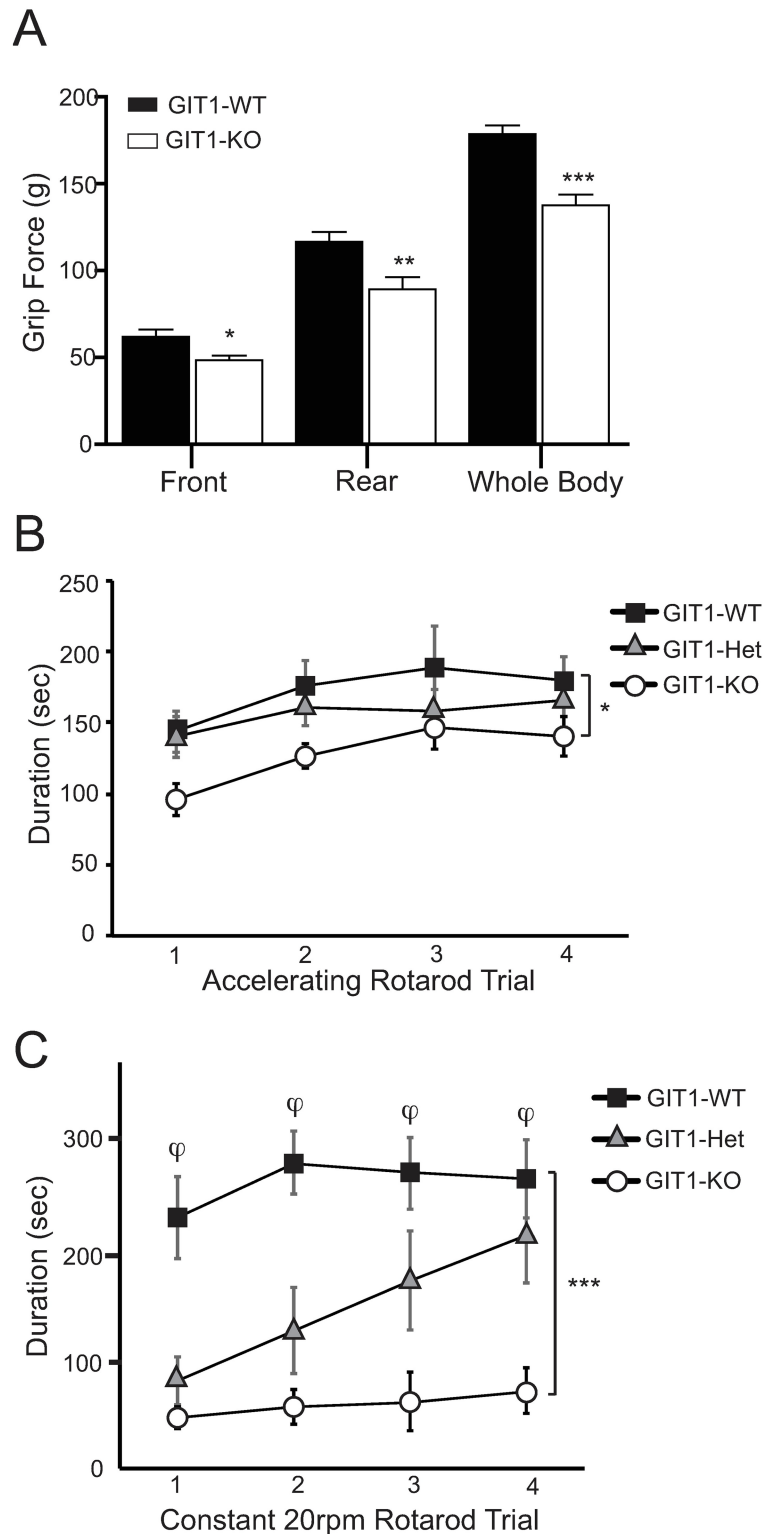 A
200
150
100
50
0
Grip Force (g)
GIT1-WT
GIT1-KO
*
**
***
Front Rear Whole Body
B
250
200
150
100
50
0
Duration (sec)
GIT1-WT
GIT1-Het
GIT1-KO
*
1 2 3 4
Accelerating Rotarod Trial
C
300
200
100
0
Duration (sec)
φ φ φ φ
GIT1-WT
GIT1-Het
GIT1-KO
***
1 2 3 4
Constant 20rpm Rotarod Trial